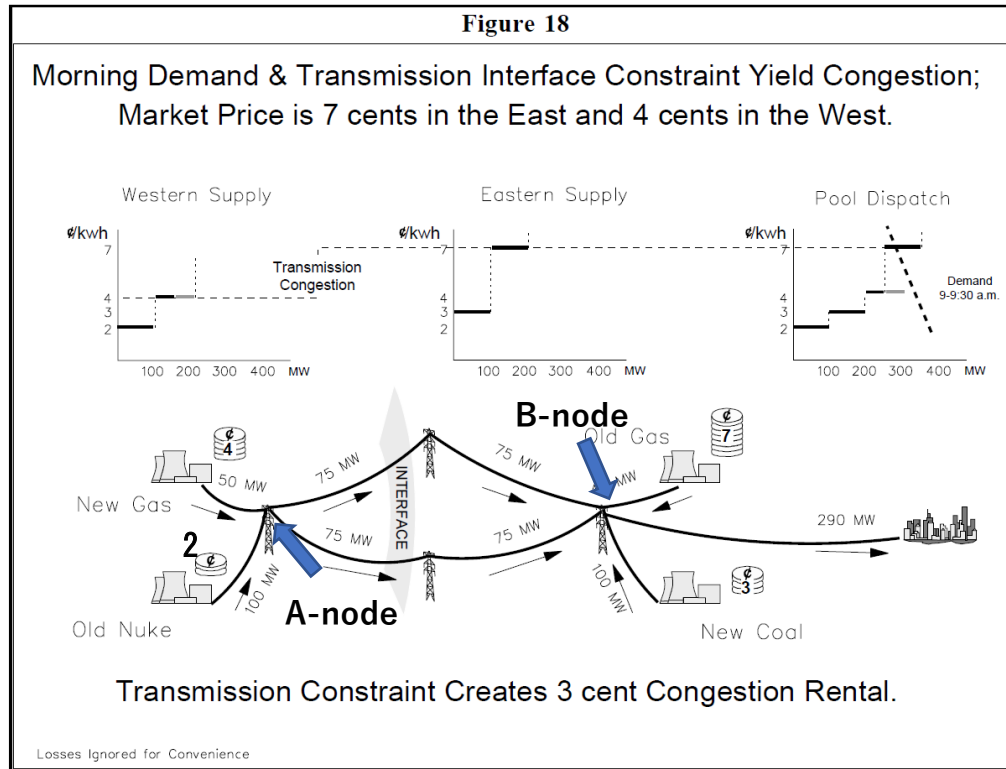 Figure 18
Morning Demand & Transmission Interface Constraint Yield Congestion;
Market Price is 7 cents in the East and 4 cents in the West.
Western Supply
Eastern Supply
Pool Dispatch
¢/kwh
¢/kwh
¢/kwh
7
7
7
Transmission
Congestion
Demand
9-9:30 a.m.
4
3
2
4
3
2
4
3
2
100 200 300 400 MW
100 200 300 400 MW
100 200 300 400 MW
B-node
Old Gas
¢
4
¢
7
75 MW
75 MW
INTERFACE
50 MW
New Gas
75 MW
75 MW
290 MW
2
¢
100 MW
A-node
100 MW
¢
3
Old Nuke
New Coal
Transmission Constraint Creates 3 cent Congestion Rental.
Losses Ignored for Convenience